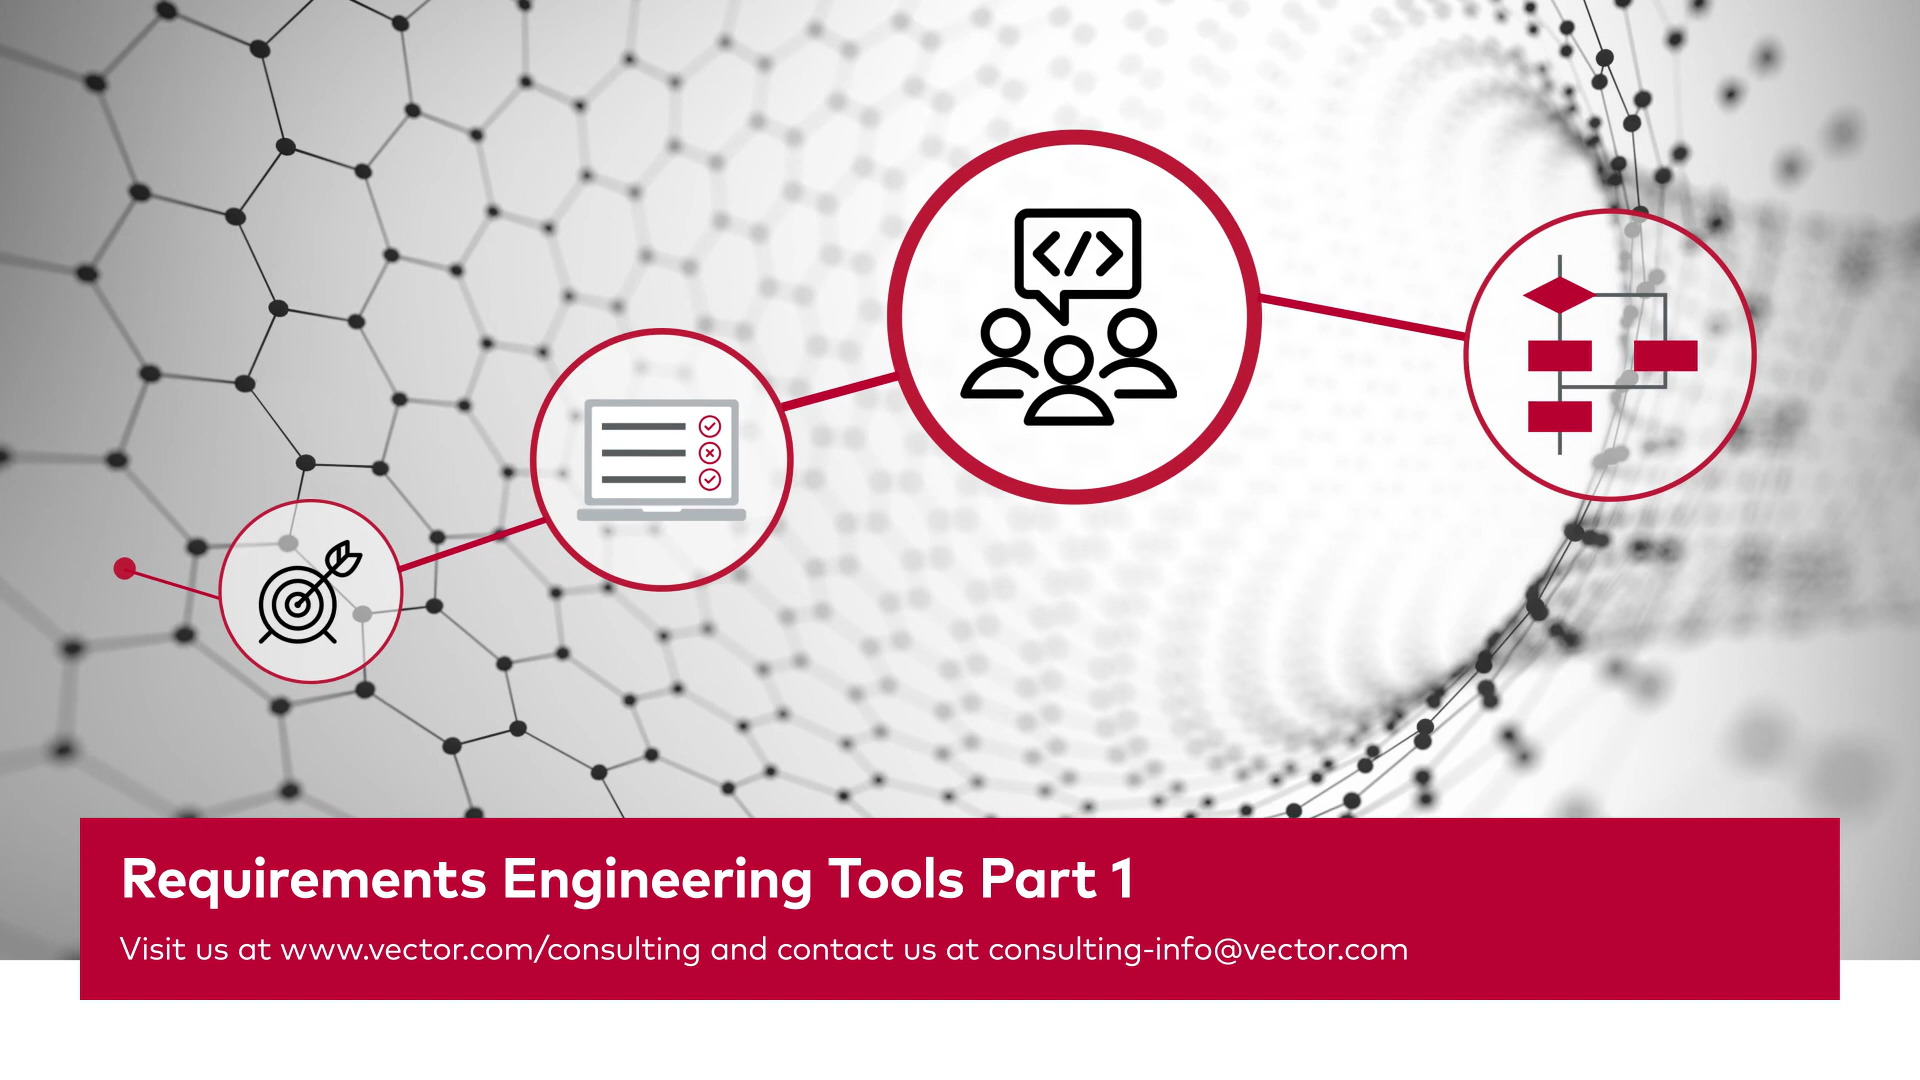 </>
Requirements Engineering Tools Part 1
Visit us at www.vector.com/consulting and contact us at consulting-info@vector.com